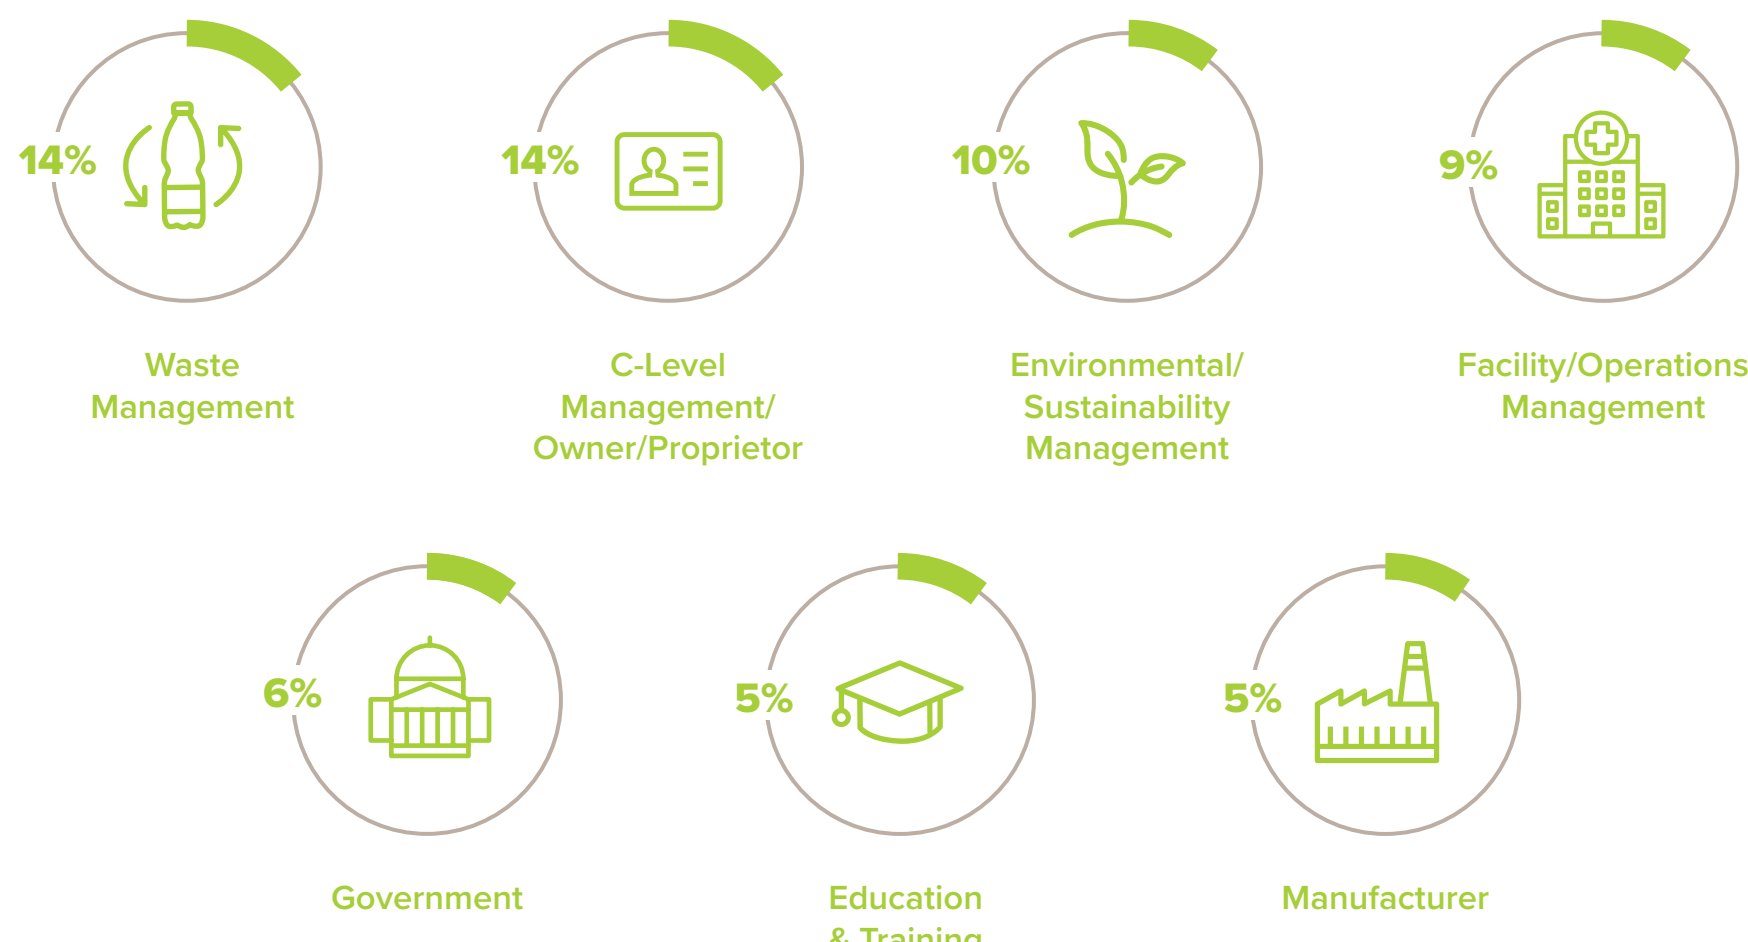 14%
14%
10%
9%
Waste
Management
C-Level
Management/
Owner/Proprietor
Environmental/
Sustainability
Management
Facility/Operations
Management
6%
5%
5%
Government
Education
& Training
Manufacturer